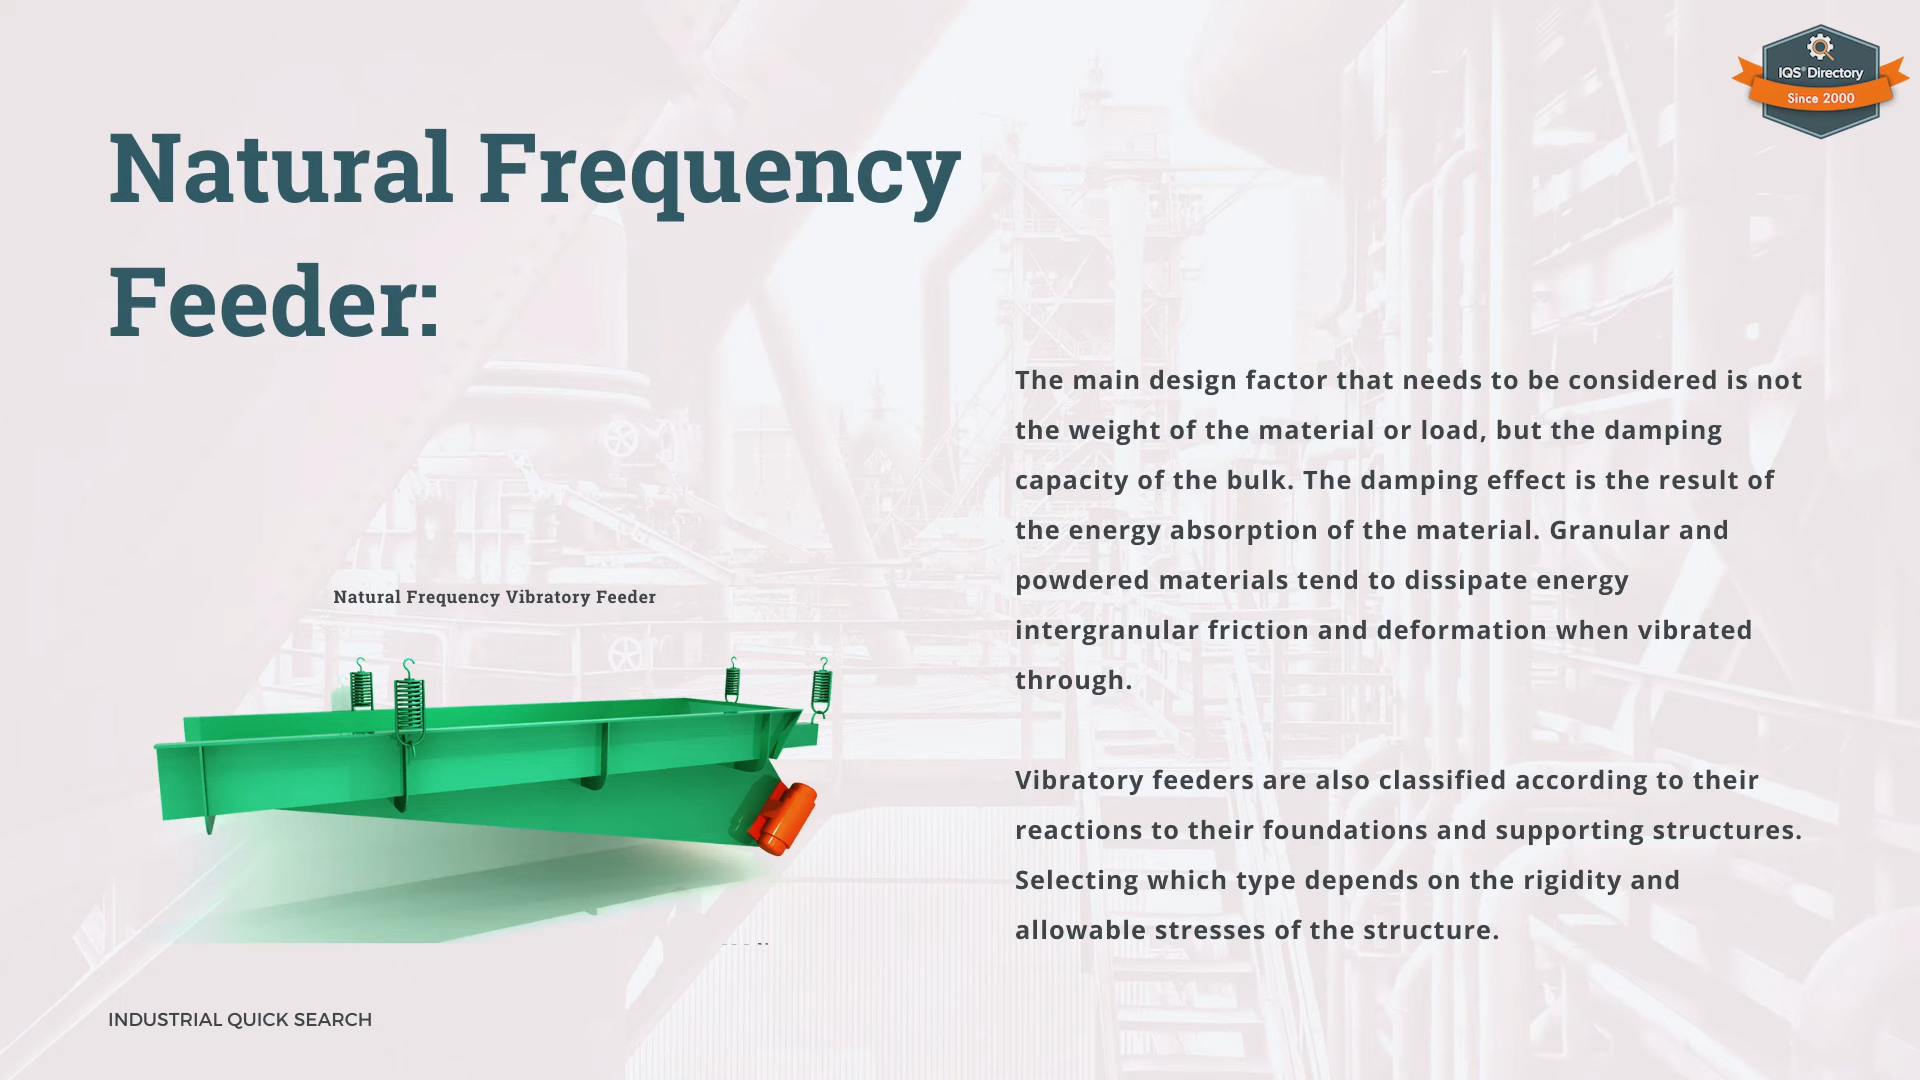 IQS® Directory
Since 2000
Natural Frequency
Feeder:
The main design factor that needs to be considered is not
the weight of the material or load, but the damping
capacity of the bulk. The damping effect is the result of
the energy absorption of the material. Granular and
powdered materials tend to dissipate energy
intergranular friction and deformation when vibrated
through.
Vibratory feeders are also classified according to their
reactions to their foundations and supporting structures.
Selecting which type depends on the rigidity and
allowable stresses of the structure.
Natural Frequency Vibratory Feeder
INDUSTRIAL QUICK SEARCH